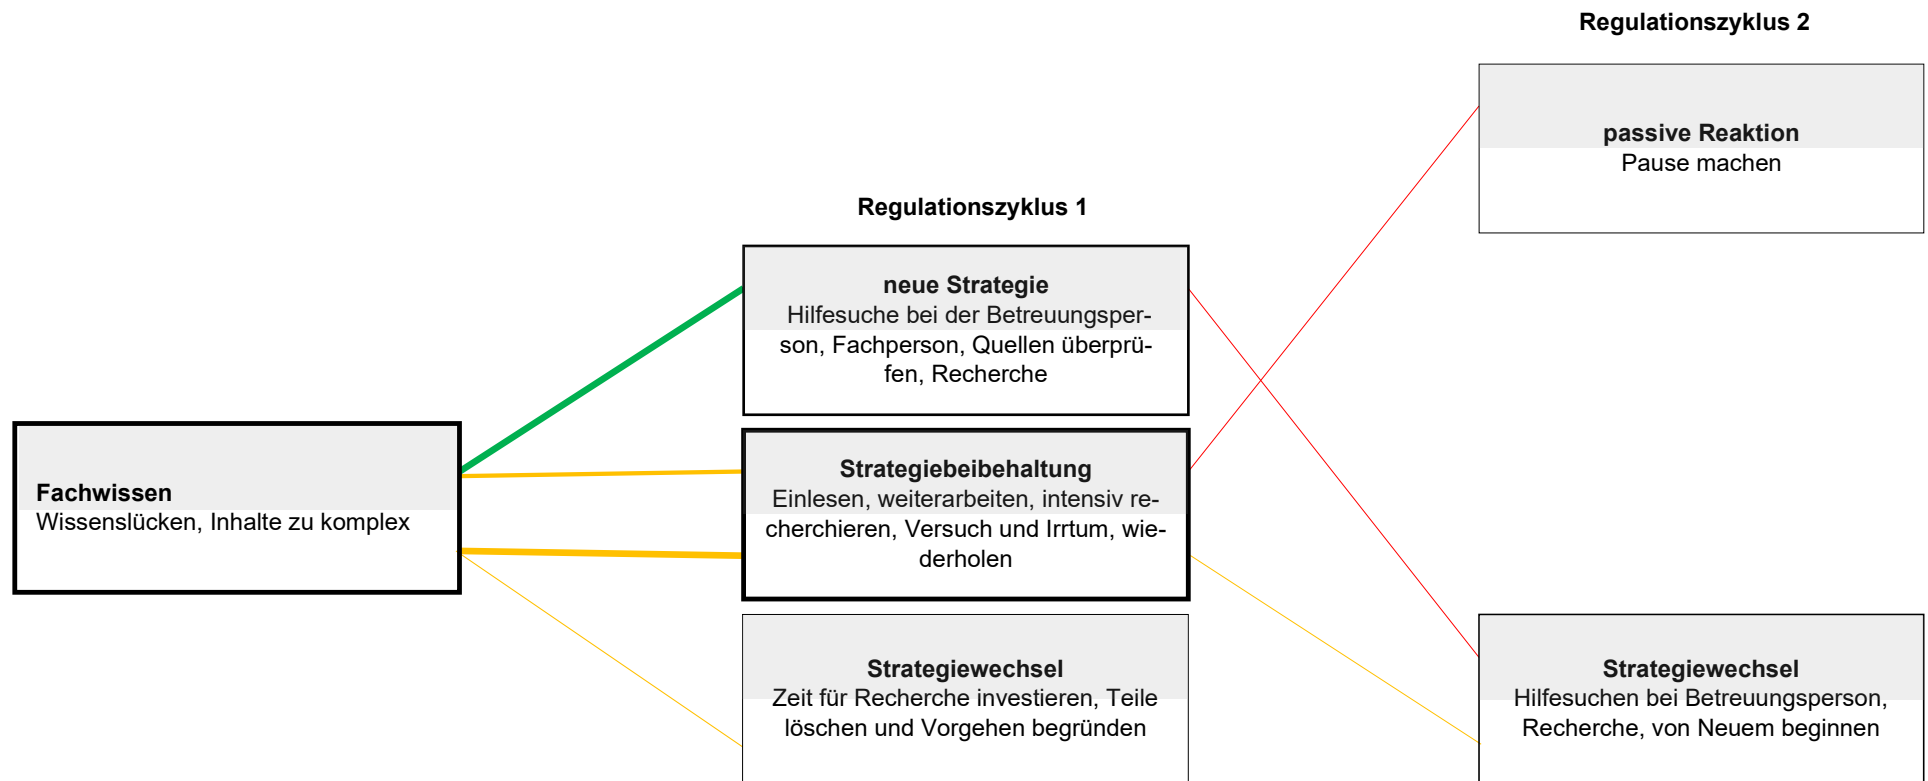 Regulationszyklus 2
passive Reaktion
Pause machen
Regulationszyklus 1
neue Strategie
Hilfesuche bei der Betreuungsper-
son, Fachperson, Quellen überprü-
fen, Recherche
Fachwissen
Wissenslücken, Inhalte zu komplex
Strategiebeibehaltung
Einlesen, weiterarbeiten, intensiv re-
cherchieren, Versuch und Irrtum, wie-
derholen
Strategiewechsel
Zeit für Recherche investieren, Teile
löschen und Vorgehen begründen
Strategiewechsel
Hilfesuchen bei Betreuungsperson,
Recherche, von Neuem beginnen